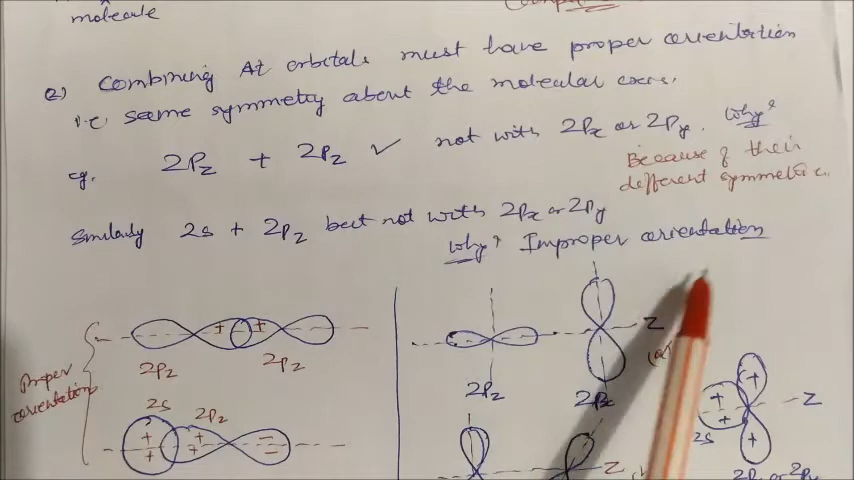 molecule
2) Combining At orbitals must have proper orientation
i.e same symmetry about the molecular axis.
eg. 2Pz + 2Pz ✓ not with 2Px or 2Py. Why?
Because of their
different symmetries.
Similarly 2s + 2Pz but not with 2Px or 2Py
Why? Improper orientation
Proper
orientation
+ +
2Pz 2Pz
2s 2Pz
+ + + + − −
2Pz 2Px Z
(a)
Z
+ + + + Z
2s
2Px or 2Py